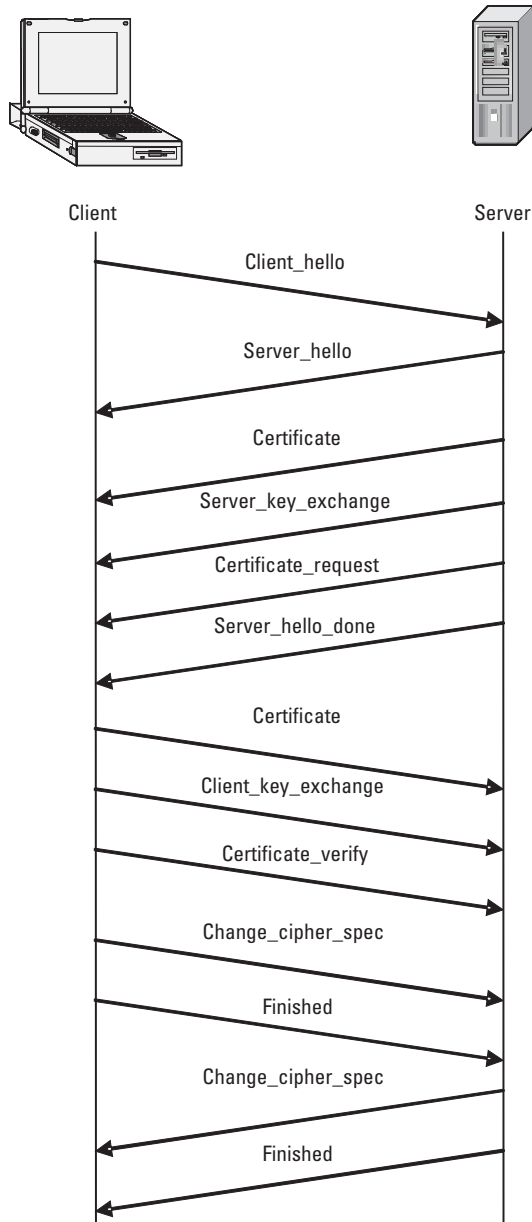 Client
Server
Client_hello
Server_hello
Certificate
Server_key_exchange
Certificate_request
Server_hello_done
Certificate
Client_key_exchange
Certificate_verify
Change_cipher_spec
Finished
Change_cipher_spec
Finished